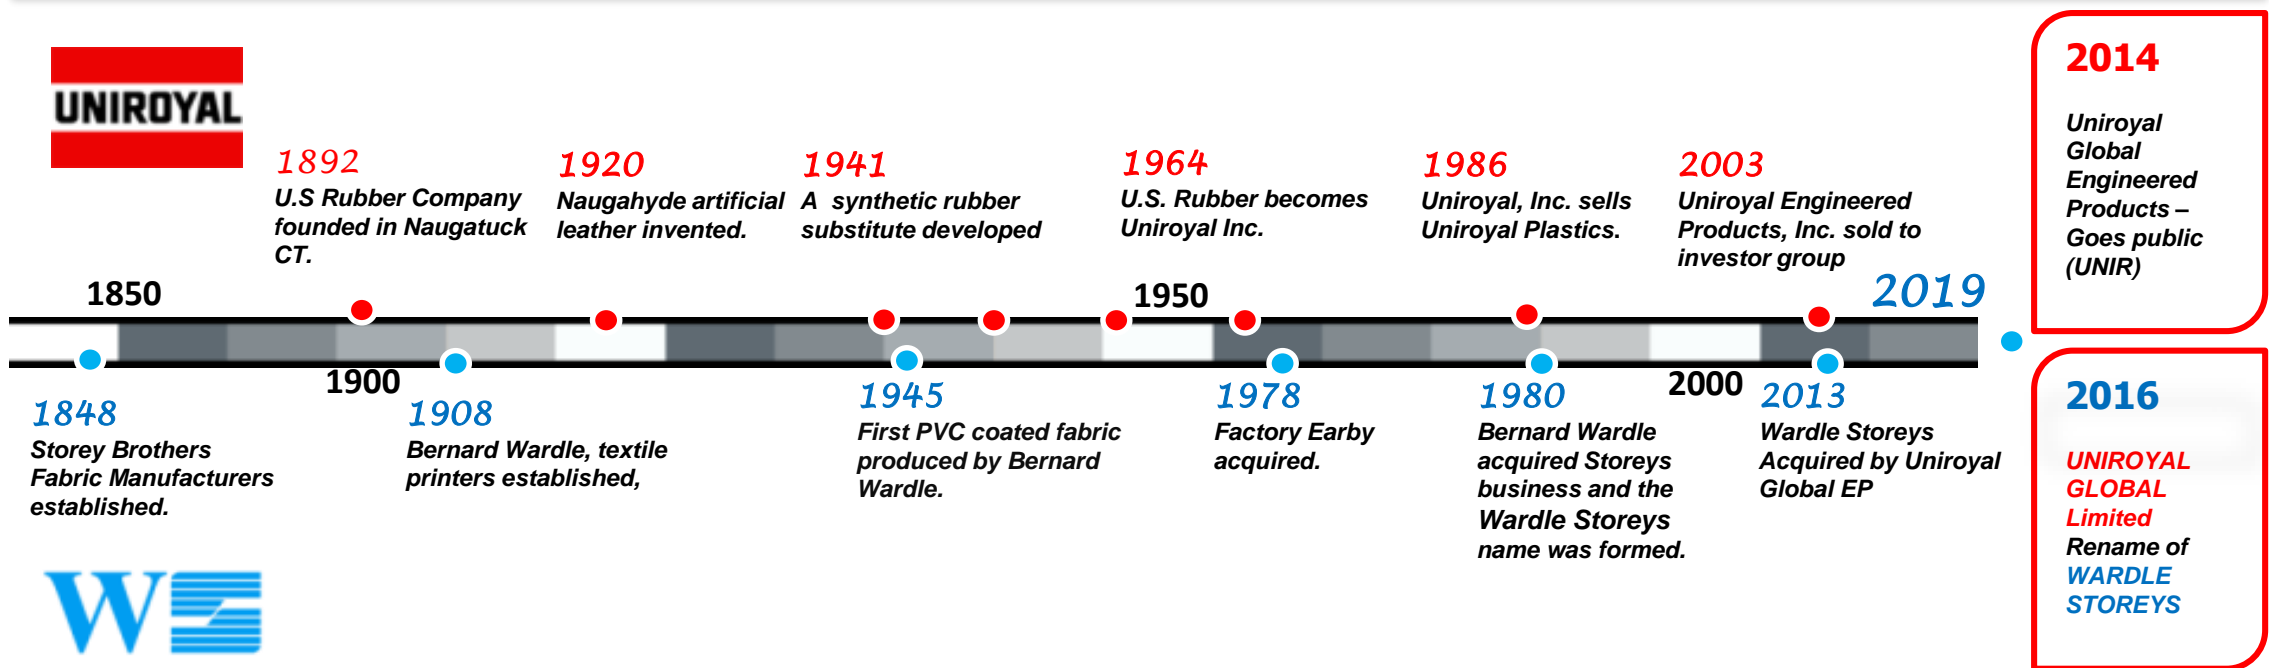 UNIROYAL
1892
U.S Rubber Company
founded in Naugatuck
CT.
1920
Naugahyde artificial
leather invented.
1941
A  synthetic rubber
substitute developed
1964
U.S. Rubber becomes
Uniroyal Inc.
1986
Uniroyal, Inc. sells
Uniroyal Plastics.
2003
Uniroyal Engineered
Products, Inc. sold to
investor group
2014
Uniroyal
Global
Engineered
Products –
Goes public
(UNIR)
1850
1950
2019
1900
2000
1848
Storey Brothers
Fabric Manufacturers
established.
1908
Bernard Wardle, textile
printers established,
1945
First PVC coated fabric
produced by Bernard
Wardle.
1978
Factory Earby
acquired.
1980
Bernard Wardle
acquired Storeys
business and the
Wardle Storeys
name was formed.
2013
Wardle Storeys
Acquired by Uniroyal
Global EP
2016
UNIROYAL
GLOBAL
Limited
Rename of
WARDLE
STOREYS
W